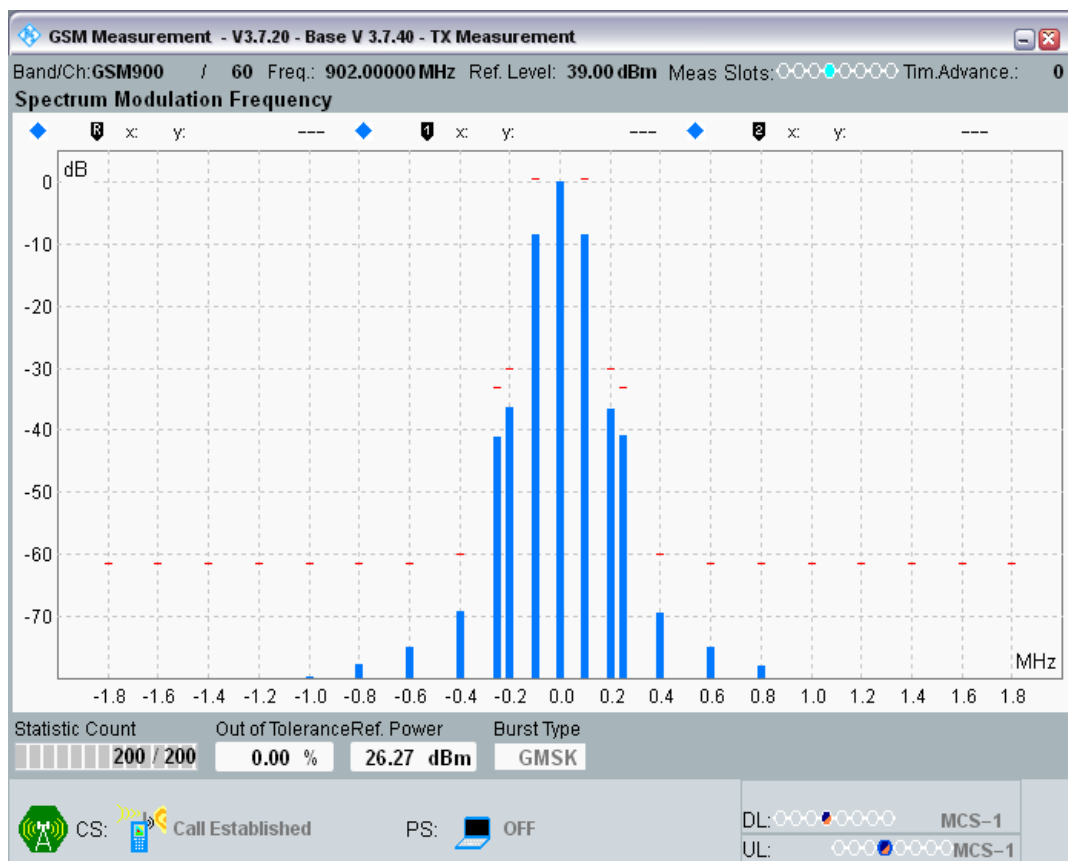 GSM Measurement - V3.7.20 - Base V 3.7.40 - TX Measurement
Band/Ch:GSM900 / 60 Freq.: 902.00000 MHz Ref. Level: 39.00 dBm Meas Slots: Tim.Advance.: 0
Spectrum Modulation Frequency
R x: y: --- 1 x: y: --- 2 x: y: ---
dB
0
-10
-20
-30
-40
-50
-60
-70
MHz
-1.8 -1.6 -1.4 -1.2 -1.0 -0.8 -0.6 -0.4 -0.2 0.0 0.2 0.4 0.6 0.8 1.0 1.2 1.4 1.6 1.8
Statistic Count Out of Tolerance Ref. Power Burst Type
200 / 200 0.00 % 26.27 dBm GMSK
CS: Call Established PS: OFF
DL: MCS-1
UL: MCS-1